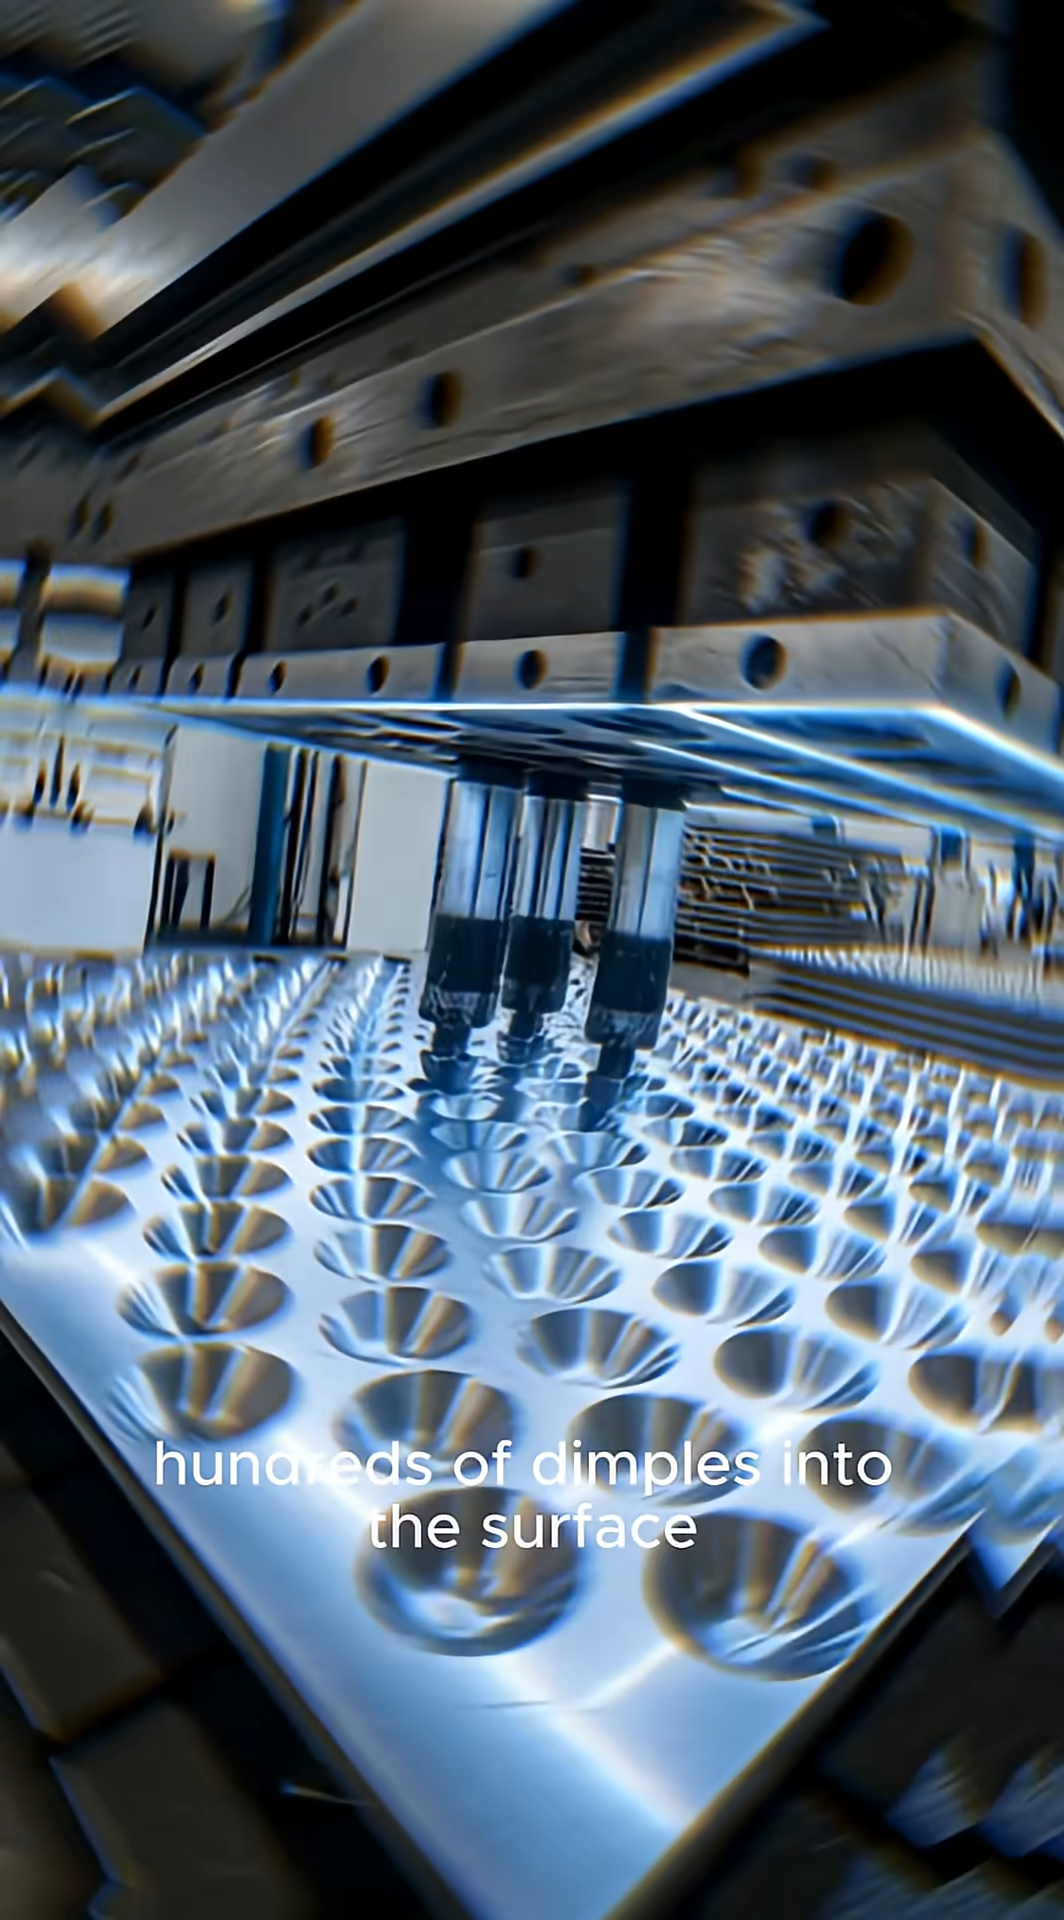 hundreds of dimples into
the surface